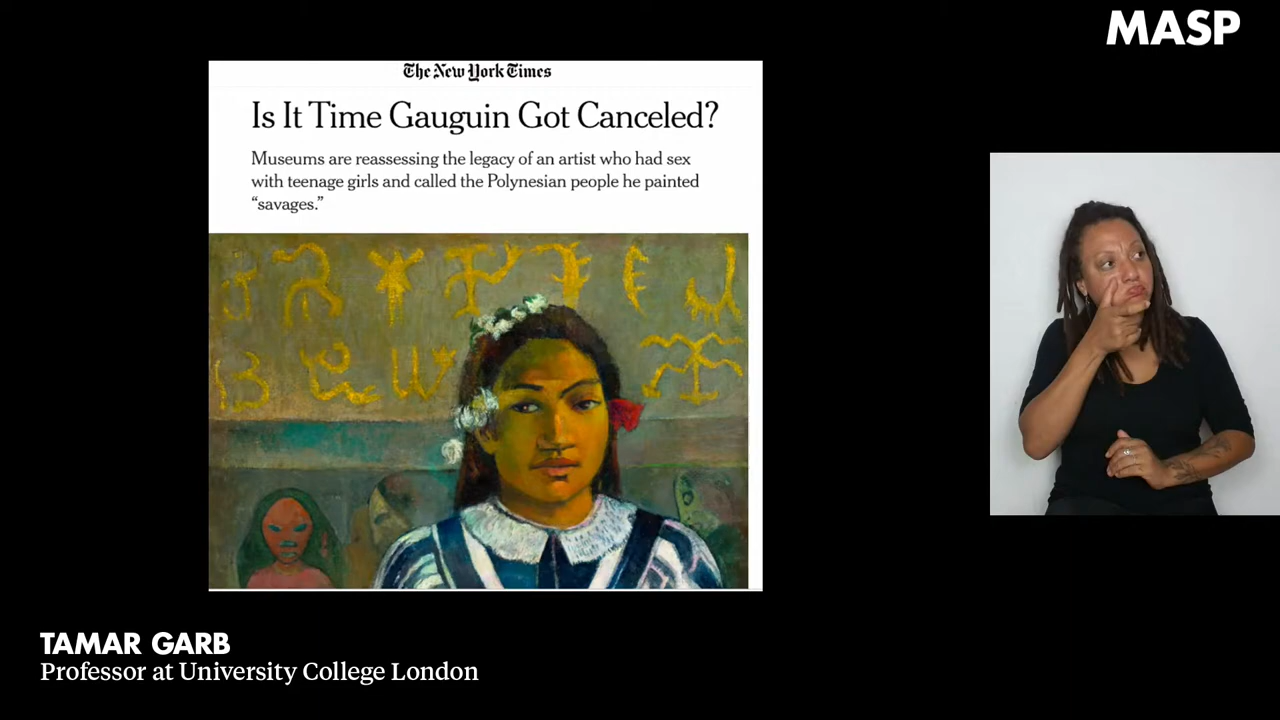 MASP
The New York Times
Is It Time Gauguin Got Canceled?
Museums are reassessing the legacy of an artist who had sex
with teenage girls and called the Polynesian people he painted
“savages.”
TAMAR GARB
Professor at University College London